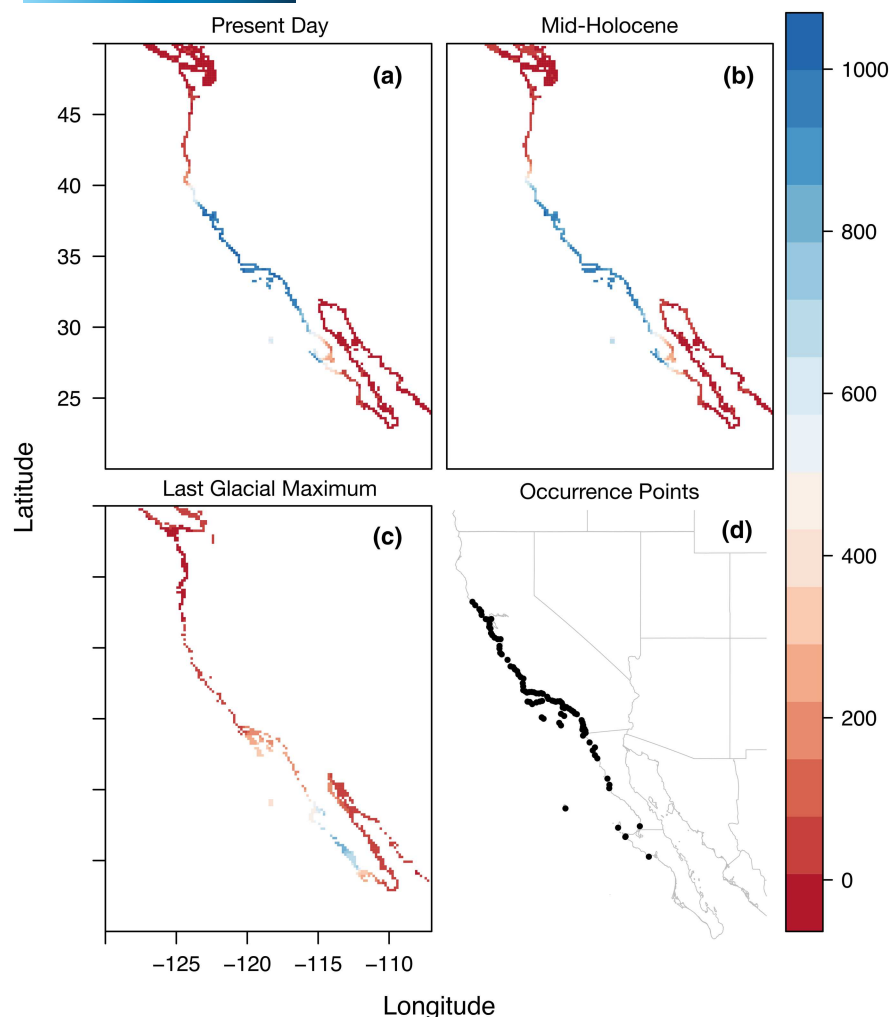 Present Day
Mid-Holocene
(a)
(b)
45
40
35
30
25
1000
800
600
400
200
0
Latitude
Last Glacial Maximum
Occurrence Points
(c)
(d)
−125
−120
−115
−110
Longitude